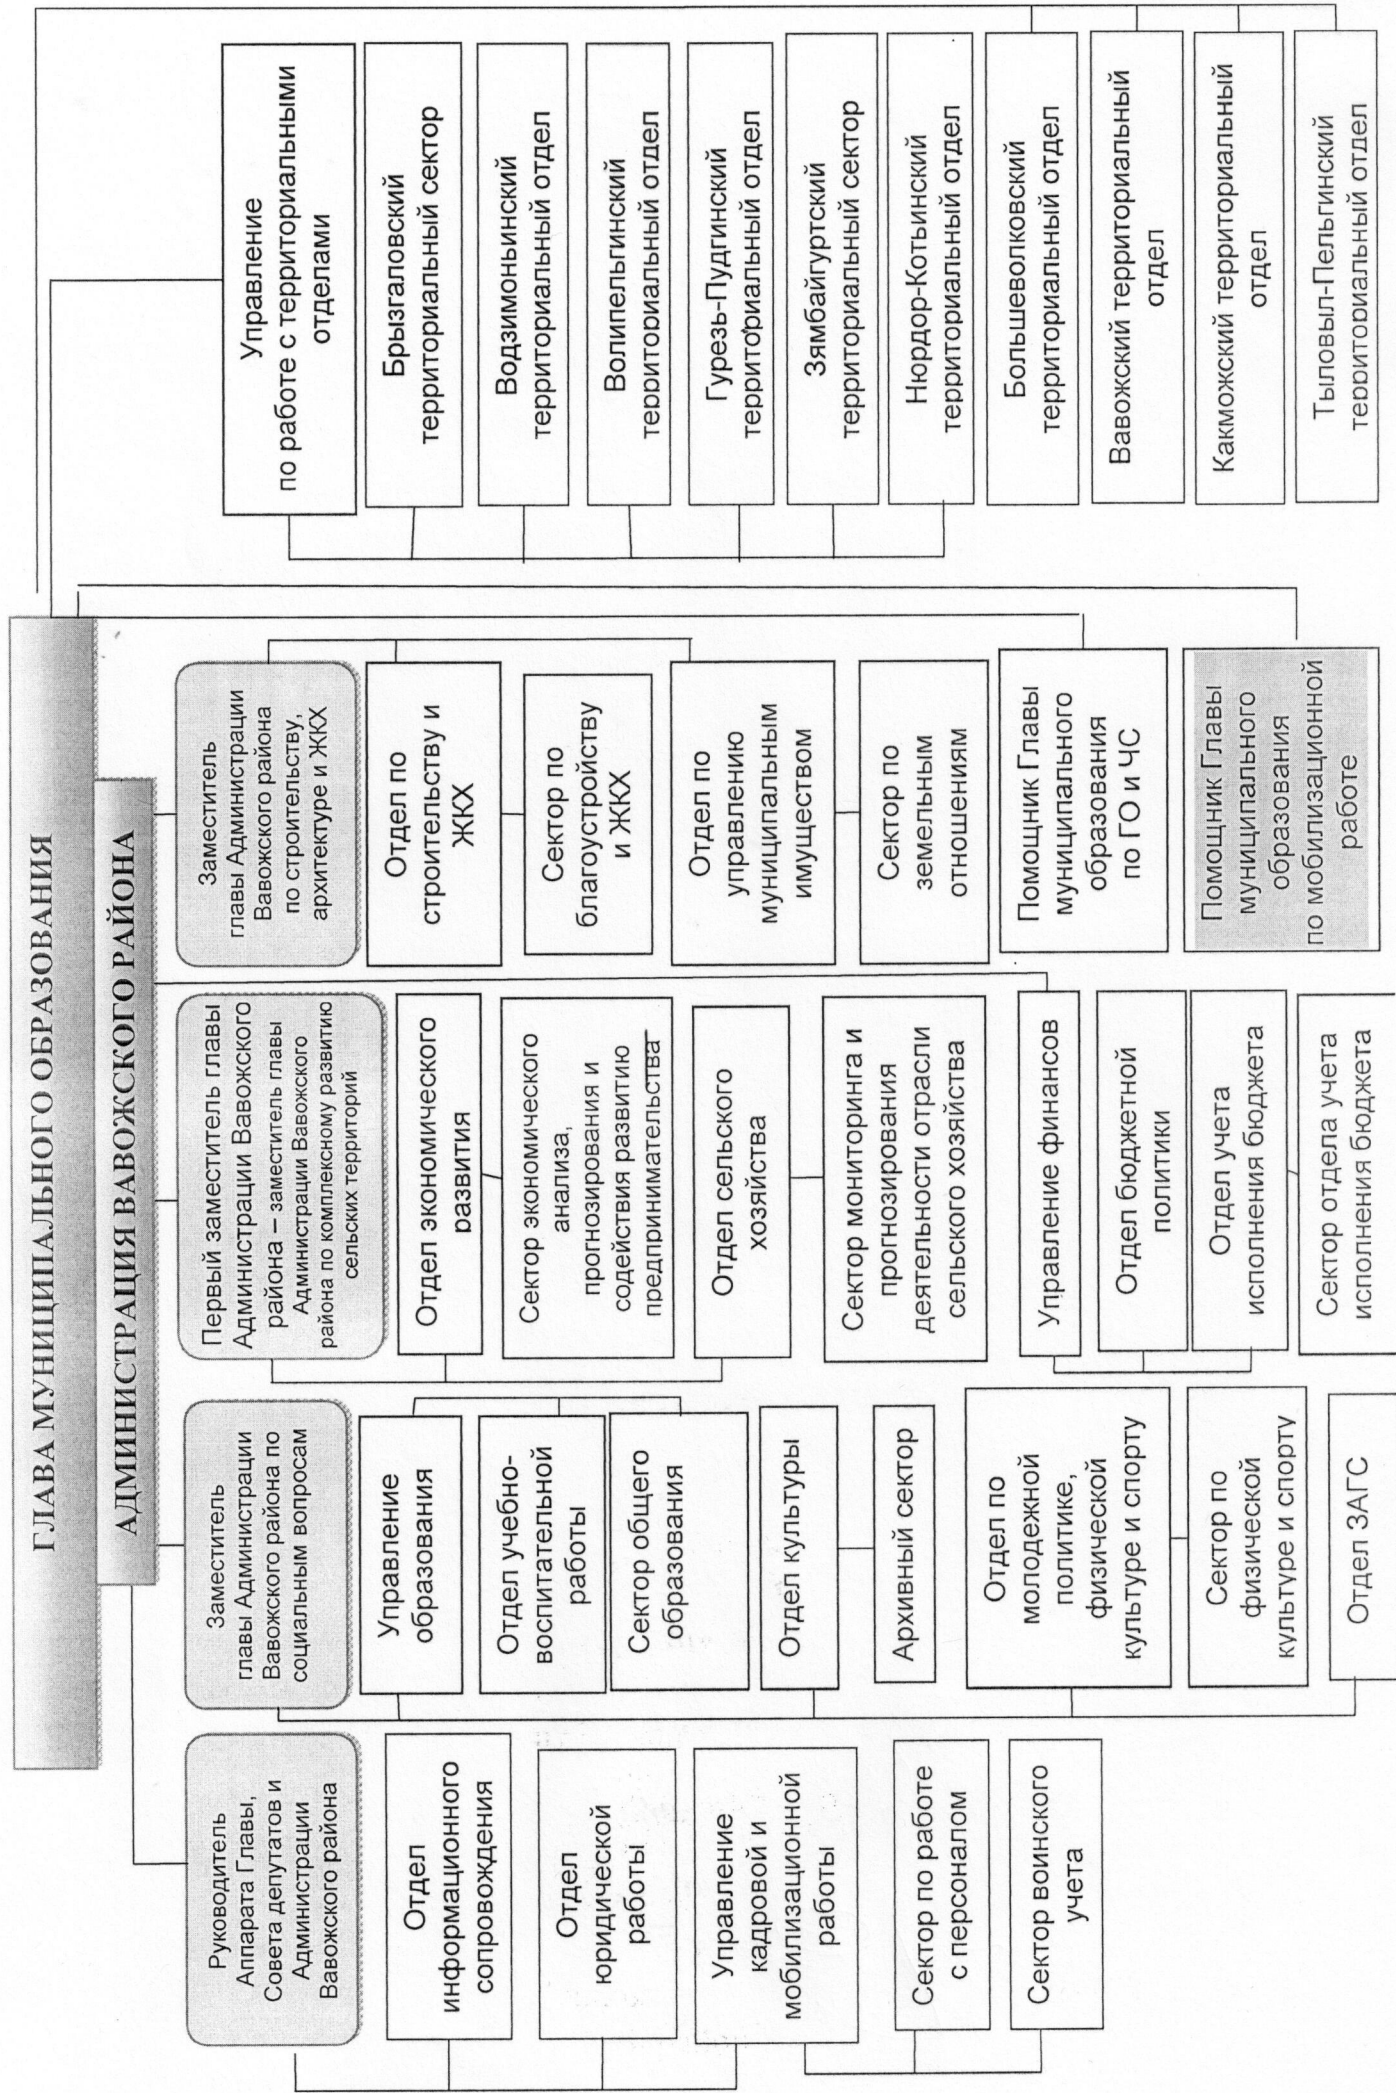 ГЛАВА МУНИЦИПАЛЬНОГО ОБРАЗОВАНИЯ
АДМИНИСТРАЦИЯ ВАВОЖСКОГО РАЙОНА
Руководитель
Аппарата Главы,
Совета депутатов и
Администрации
Вавожского района
Отдел
информационного
сопровождения
Отдел
юридической
работы
Управление
кадровой и
мобилизационной
работы
Сектор по работе
с персоналом
Сектор воинского
учета
Заместитель
главы Администрации
Вавожского района по
социальным вопросам
Управление
образования
Отдел учебно-
воспитательной
работы
Сектор общего
образования
Отдел культуры
Архивный сектор
Отдел по
молодежной
политике,
физической
культуре и спорту
Сектор по
физической
культуре и спорту
Отдел ЗАГС
Первый заместитель главы
Администрации Вавожского
района – заместитель главы
Администрации Вавожского
района по комплексному развитию
сельских территорий
Отдел экономического
развития
Сектор экономического
анализа,
прогнозирования и
содействия развитию
предпринимательства
Отдел сельского
хозяйства
Сектор мониторинга и
прогнозирования
деятельности отрасли
сельского хозяйства
Управление финансов
Отдел бюджетной
политики
Отдел учета
исполнения бюджета
Сектор отдела учета
исполнения бюджета
Заместитель
главы Администрации
Вавожского района
по строительству,
архитектуре и ЖКХ
Отдел по
строительству и
ЖКХ
Сектор по
благоустройству
и ЖКХ
Отдел по
управлению
муниципальным
имуществом
Сектор по
земельным
отношениям
Помощник Главы
муниципального
образования
по ГО и ЧС
Помощник Главы
муниципального
образования
по мобилизационной
работе
Управление
по работе с территориальными
отделами
Брызгаловский
территориальный сектор
Водзимоньинский
территориальный отдел
Волипельгинский
территориальный отдел
Гурезь-Пудгинский
территориальный отдел
Зямбайгуртский
территориальный сектор
Нюрдор-Котьинский
территориальный отдел
Большеволковский
территориальный отдел
Вавожский территориальный
отдел
Какможский территориальный
отдел
Тыловыл-Пельгинский
территориальный отдел